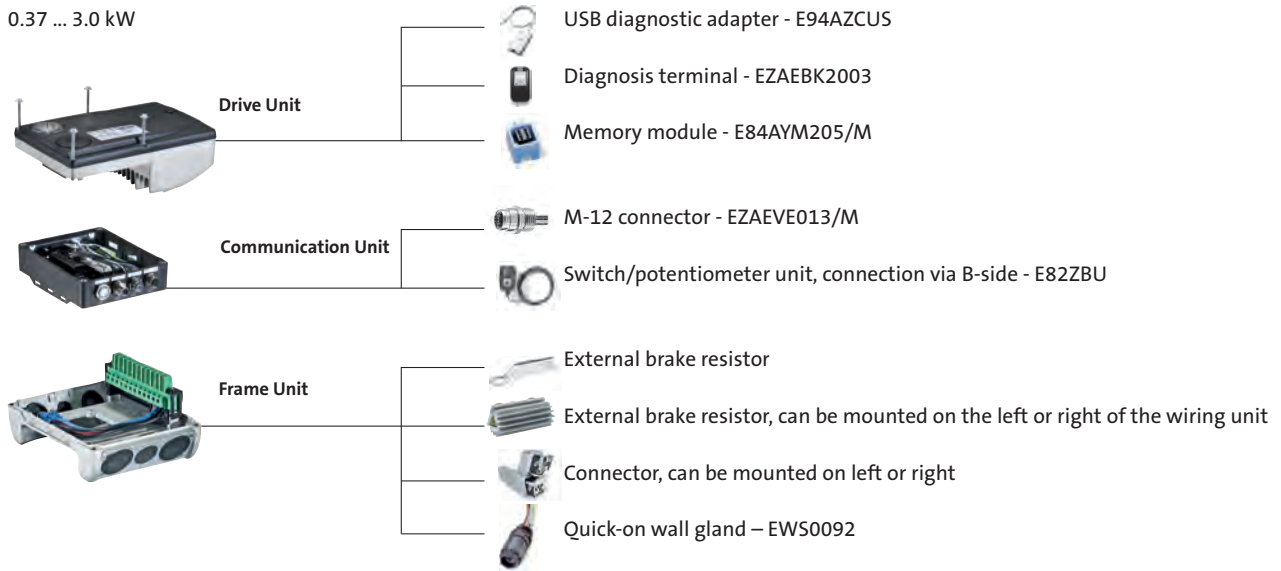 0.37 ... 3.0 kW
USB diagnostic adapter - E94AZCUS
Diagnosis terminal - EZAEBK2003
Drive Unit
Memory module - E84AYM205/M
M-12 connector - EZAEVE013/M
Communication Unit
Switch/potentiometer unit, connection via B-side - E82ZBU
External brake resistor
Frame Unit
External brake resistor, can be mounted on the left or right of the wiring unit
Connector, can be mounted on left or right
Quick-on wall gland – EWS0092